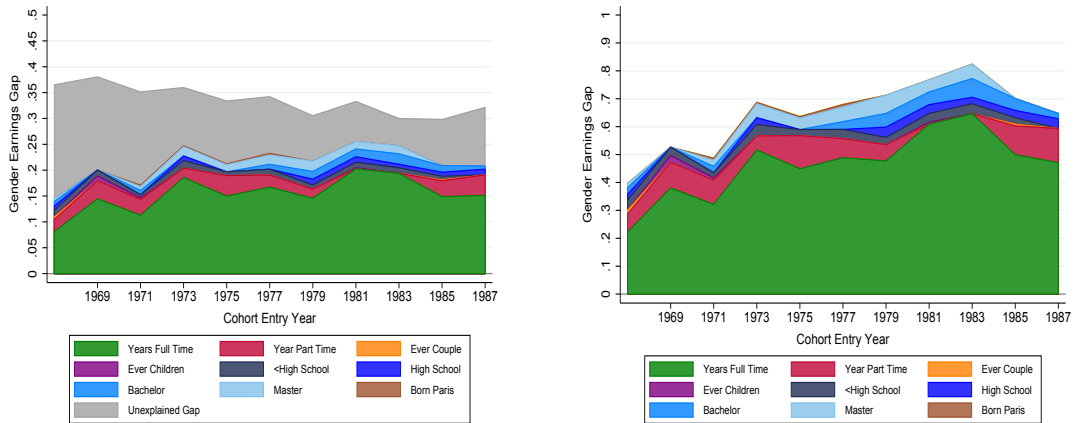 .5
.45
.4
.35
.3
.25
.2
.15
.1
.05
0
Gender Earnings Gap
1969 1971 1973 1975 1977 1979 1981 1983 1985 1987
Cohort Entry Year
Years Full Time Year Part Time Ever Couple
Ever Children <High School High School
Bachelor Master Born Paris
Unexplained Gap
1
.9
.8
.7
.6
.5
.4
.3
.2
.1
0
Gender Earnings Gap
1969 1971 1973 1975 1977 1979 1981 1983 1985 1987
Cohort Entry Year
Years Full Time Year Part Time Ever Couple
Ever Children <High School High School
Bachelor Master Born Paris